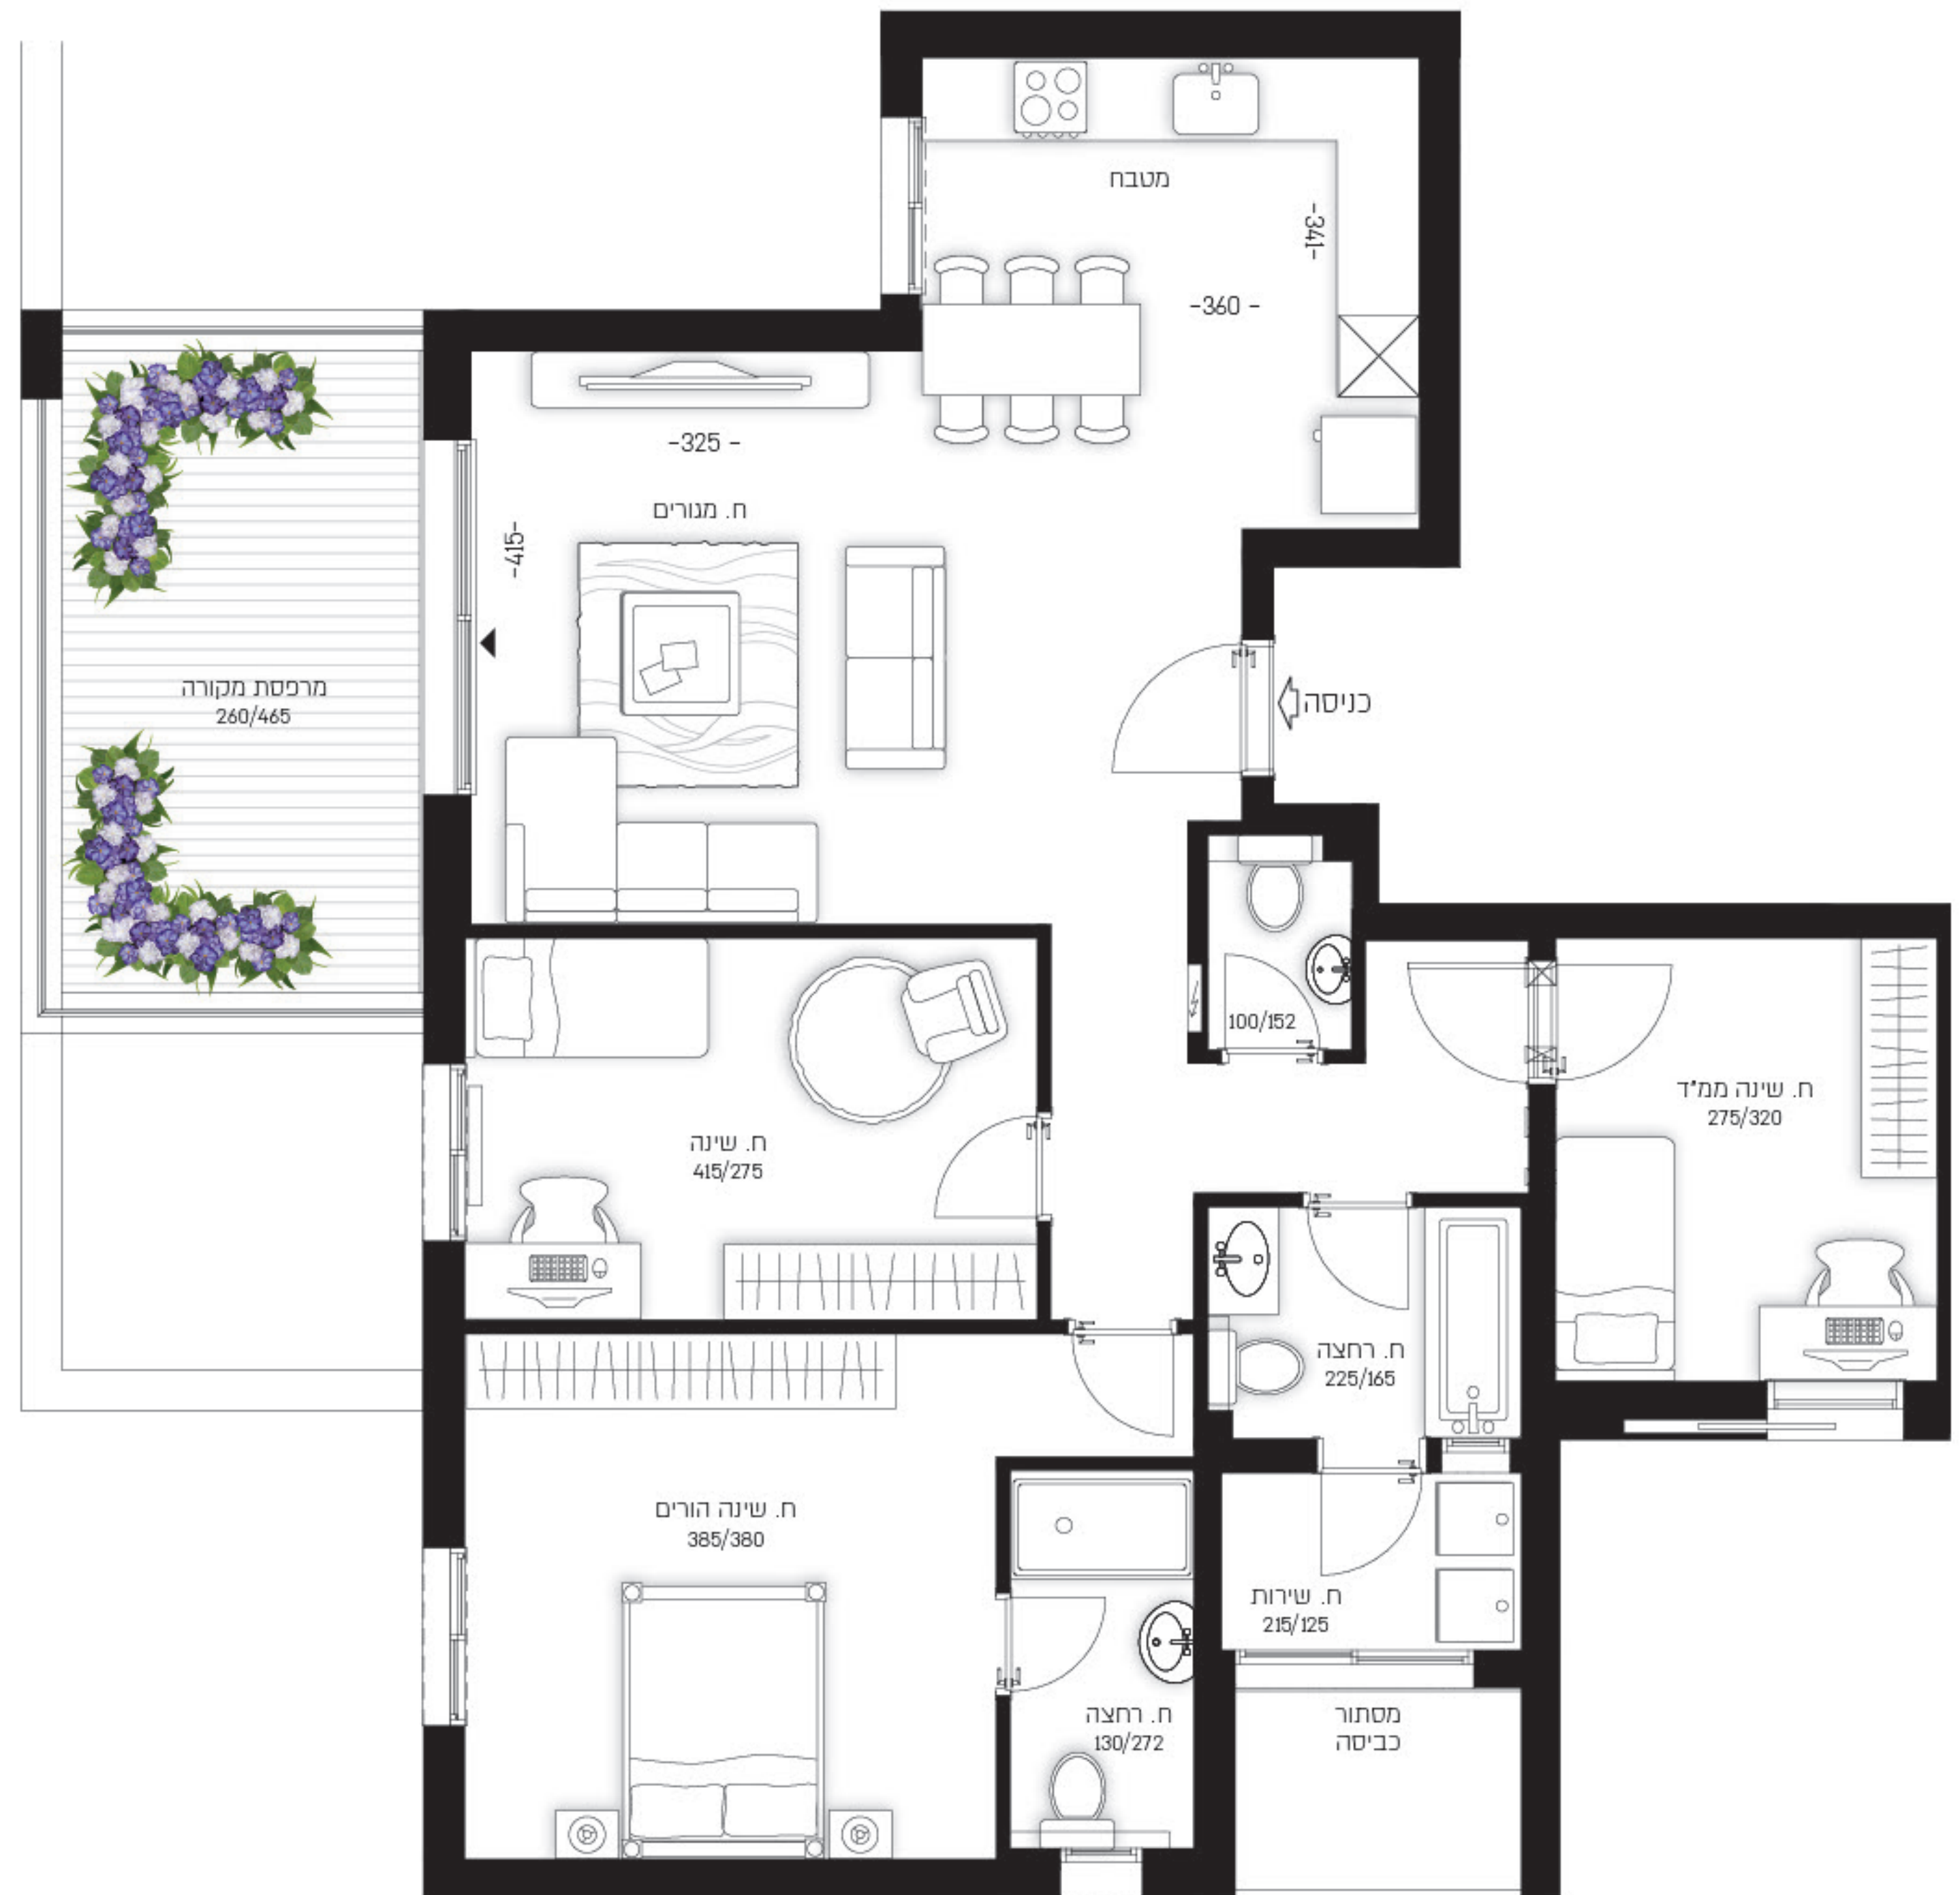 מטבח
-341-
-360 -
-325 -
ח. מגורים
-415-
מרפסת מקורה
260/465
כניסה
100/152
ח. שינה ממ"ד
275/320
ח. שינה
415/275
ח. רחצה
225/165
ח. שינה הורים
385/380
ח. שירות
215/125
ח. רחצה
130/272
מסתור
כביסה